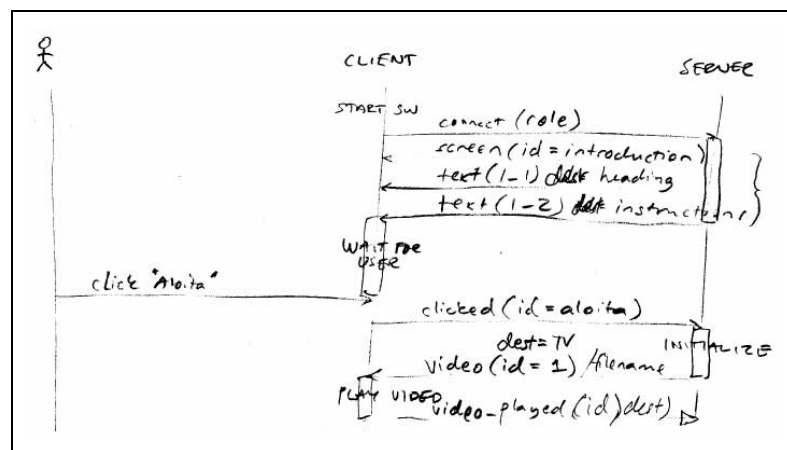 CLIENT
SERVER
START SW
connect (role)
screen (id = introduction)
text (1-1) heading
text (1-2) instructions
WAIT FOR
USER
click "Aloita"
clicked (id = aloita)
dest = TV
INITIALIZE
video (id = 1) /filename
PLAY VIDEO
video-played (id) dest)